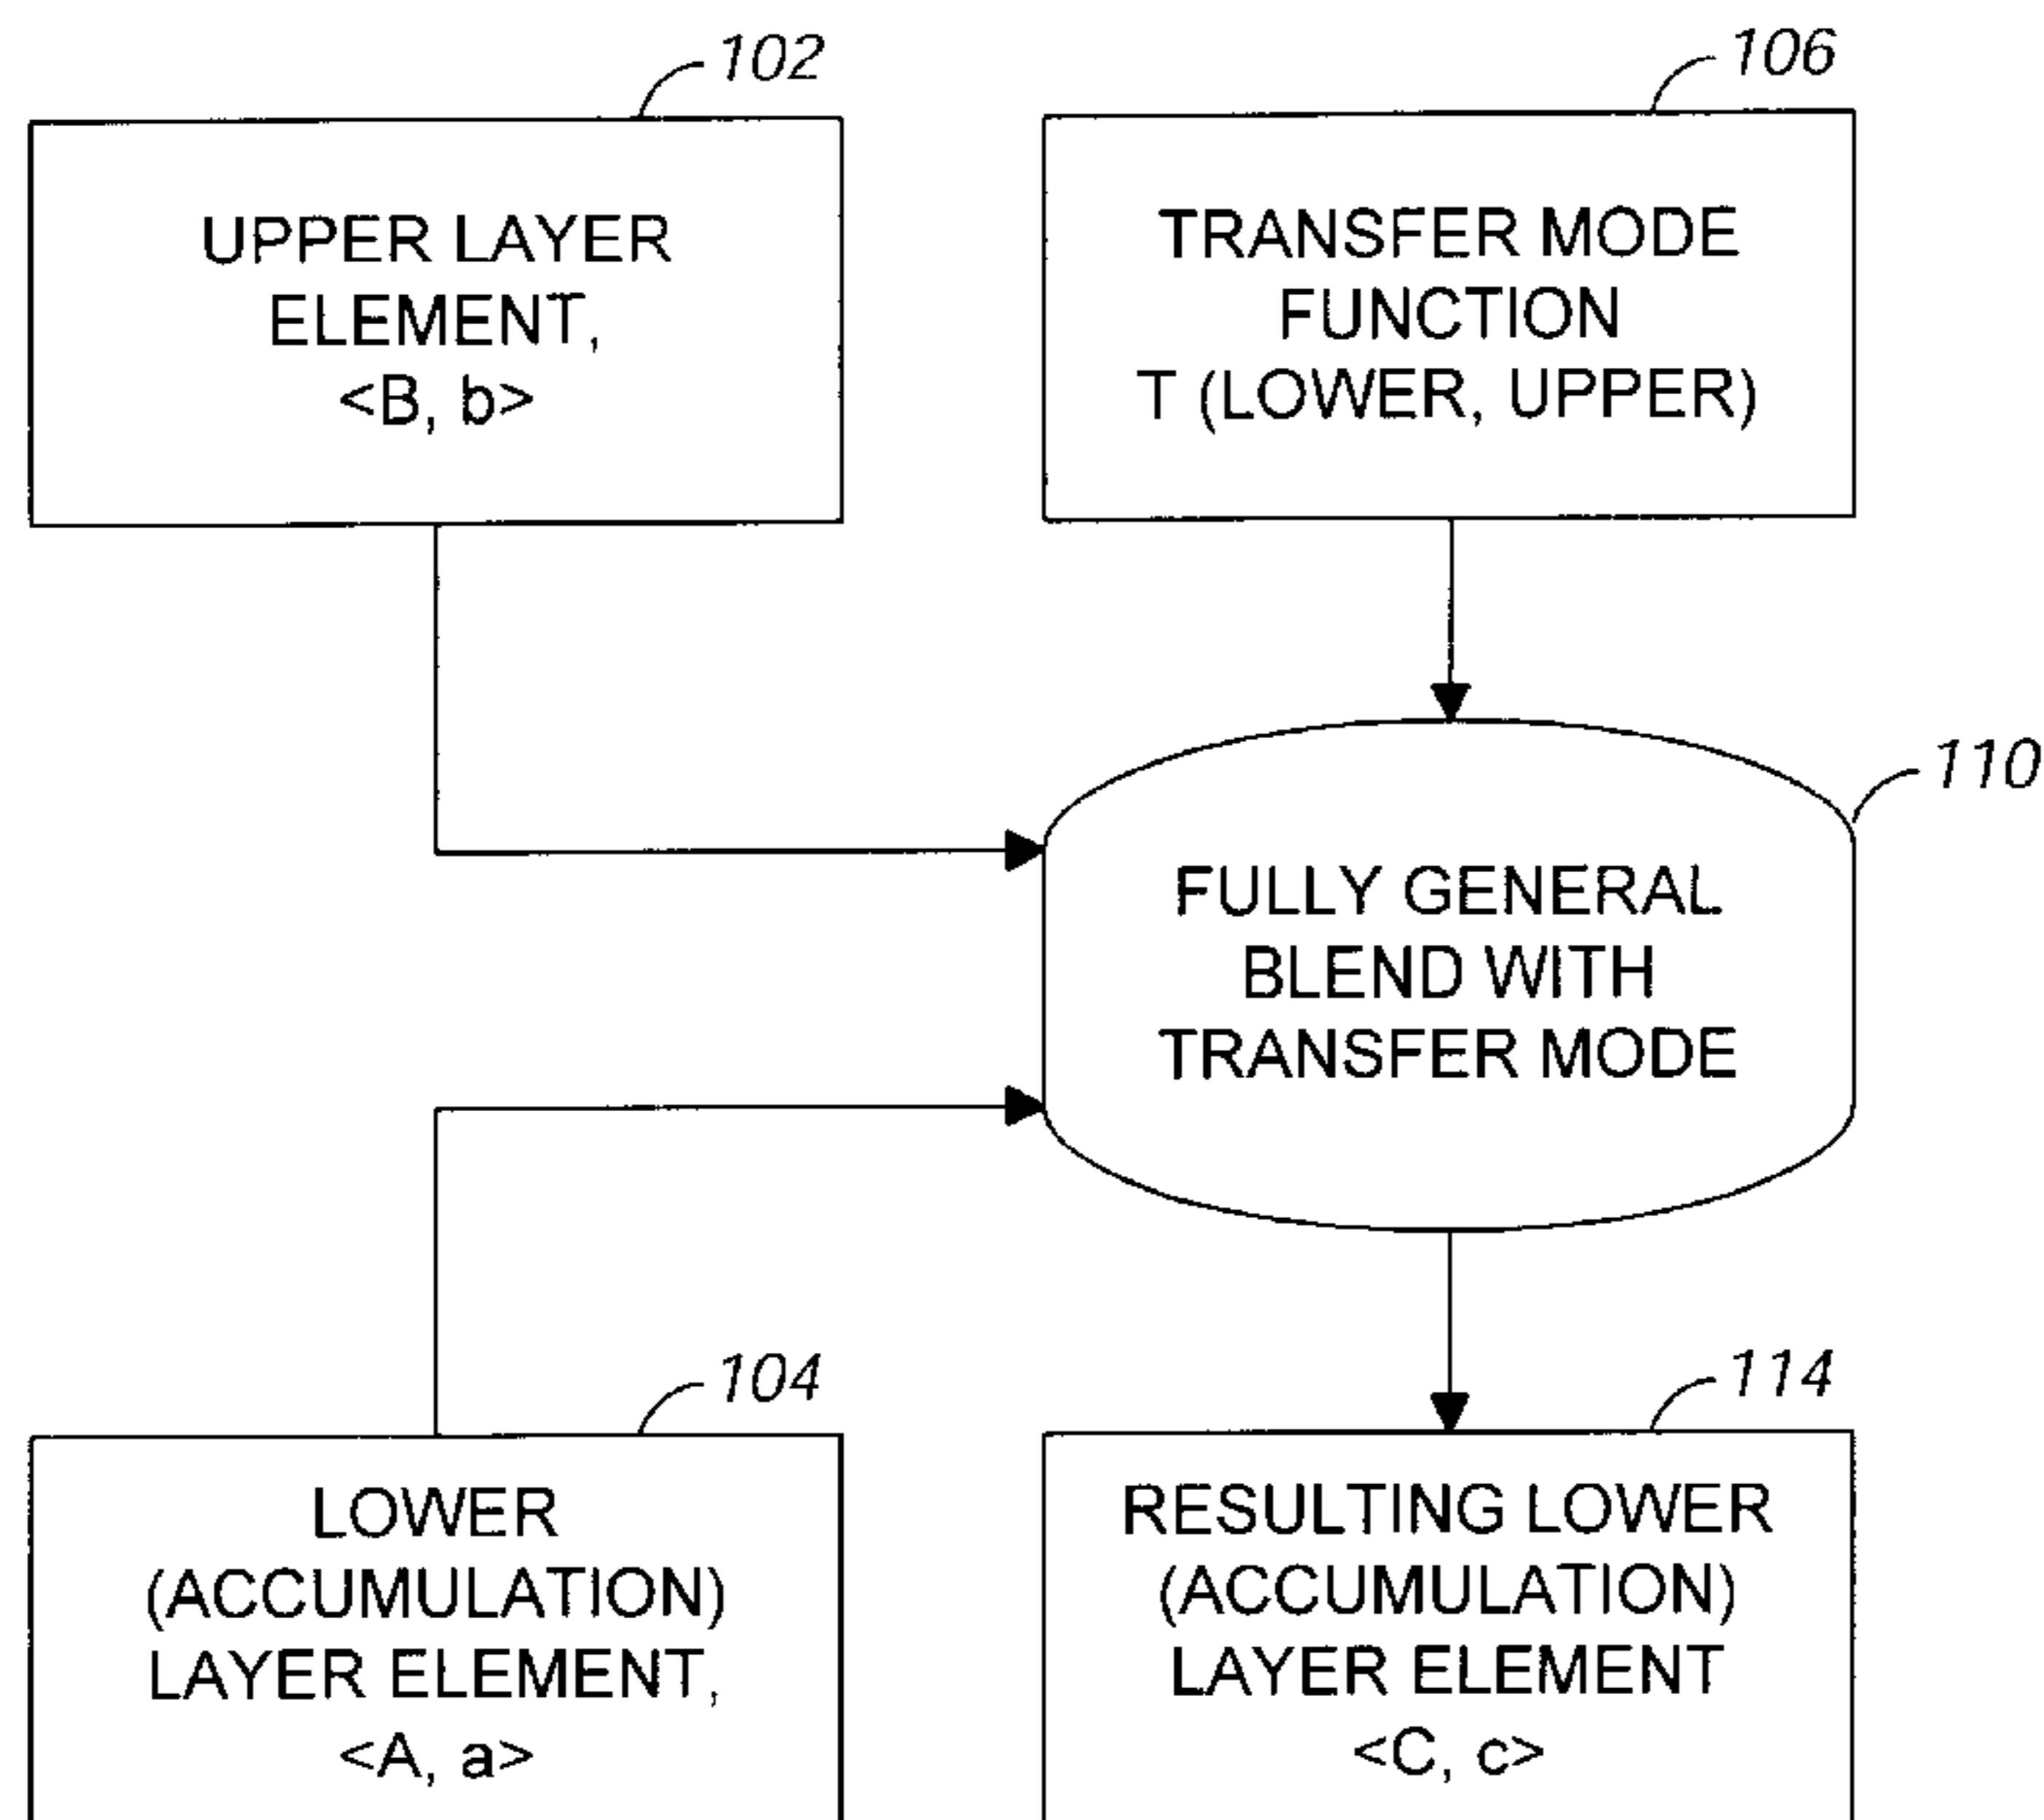 102
UPPER LAYER
ELEMENT,
<B, b>
106
TRANSFER MODE
FUNCTION
T (LOWER, UPPER)
110
FULLY GENERAL
BLEND WITH
TRANSFER MODE
104
LOWER
(ACCUMULATION)
LAYER ELEMENT,
<A, a>
114
RESULTING LOWER
(ACCUMULATION)
LAYER ELEMENT
<C, c>